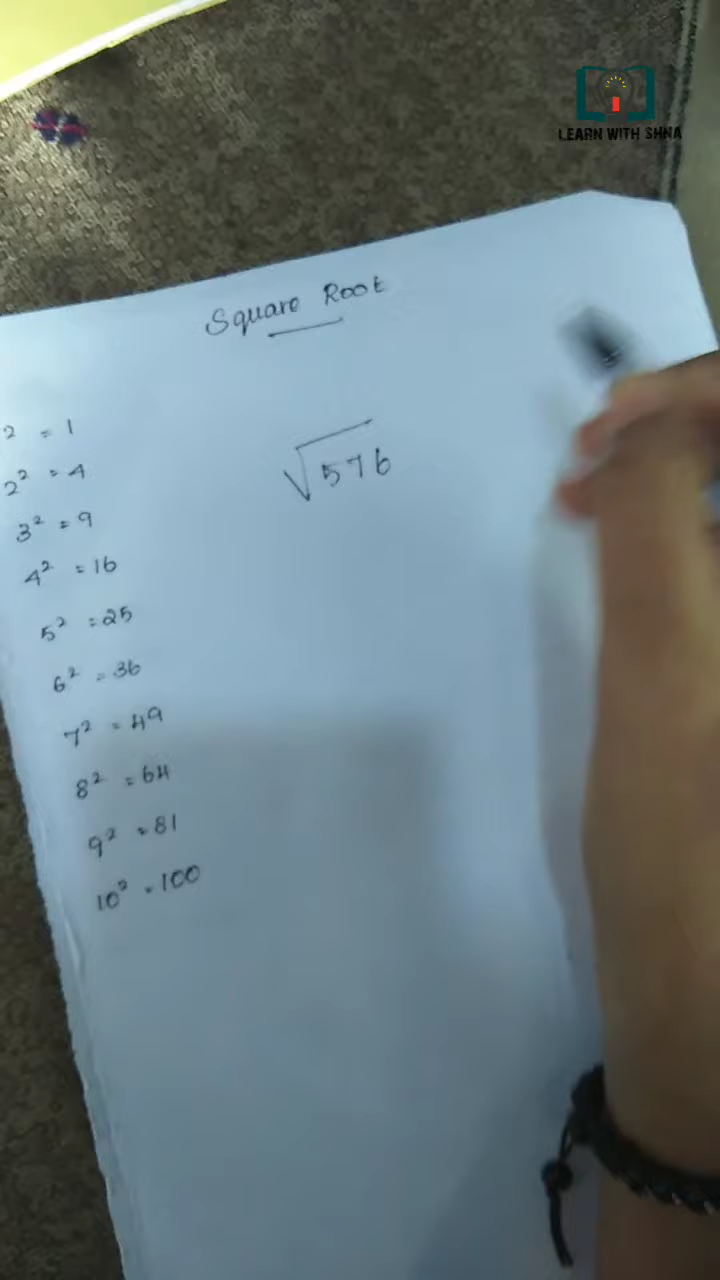 LEARN WITH SHNA
Square Root
2 = 1
2² = 4
3² = 9
4² = 16
5² = 25
6² = 36
7² = 49
8² = 64
9² = 81
10² = 100
√576